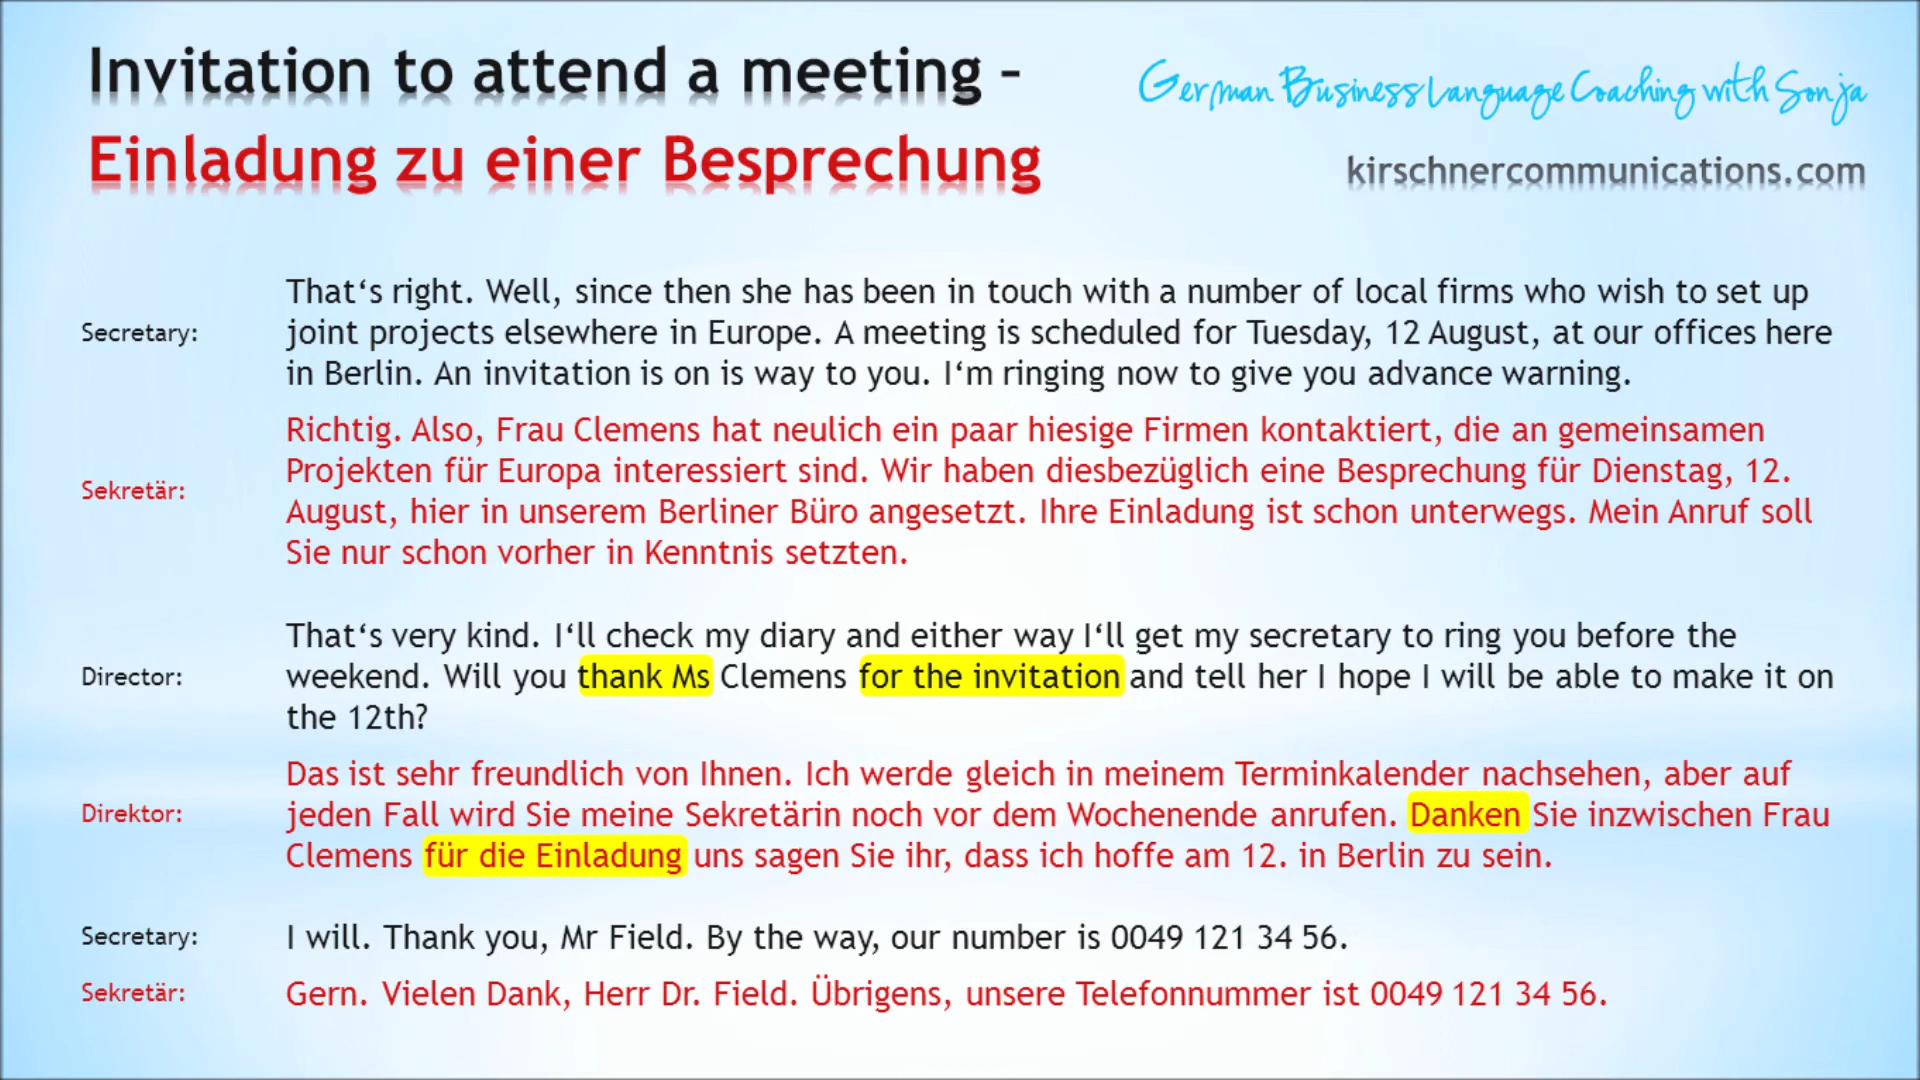 Invitation to attend a meeting –
Einladung zu einer Besprechung
German Business Language Coaching with Sonja
kirschnercommunications.com
Secretary:
That‘s right. Well, since then she has been in touch with a number of local firms who wish to set up
joint projects elsewhere in Europe. A meeting is scheduled for Tuesday, 12 August, at our offices here
in Berlin. An invitation is on is way to you. I‘m ringing now to give you advance warning.
Sekretär:
Richtig. Also, Frau Clemens hat neulich ein paar hiesige Firmen kontaktiert, die an gemeinsamen
Projekten für Europa interessiert sind. Wir haben diesbezüglich eine Besprechung für Dienstag, 12.
August, hier in unserem Berliner Büro angesetzt. Ihre Einladung ist schon unterwegs. Mein Anruf soll
Sie nur schon vorher in Kenntnis setzten.
Director:
That‘s very kind. I‘ll check my diary and either way I‘ll get my secretary to ring you before the
weekend. Will you thank Ms Clemens for the invitation and tell her I hope I will be able to make it on
the 12th?
Direktor:
Das ist sehr freundlich von Ihnen. Ich werde gleich in meinem Terminkalender nachsehen, aber auf
jeden Fall wird Sie meine Sekretärin noch vor dem Wochenende anrufen. Danken Sie inzwischen Frau
Clemens für die Einladung uns sagen Sie ihr, dass ich hoffe am 12. in Berlin zu sein.
Secretary:
I will. Thank you, Mr Field. By the way, our number is 0049 121 34 56.
Sekretär:
Gern. Vielen Dank, Herr Dr. Field. Übrigens, unsere Telefonnummer ist 0049 121 34 56.